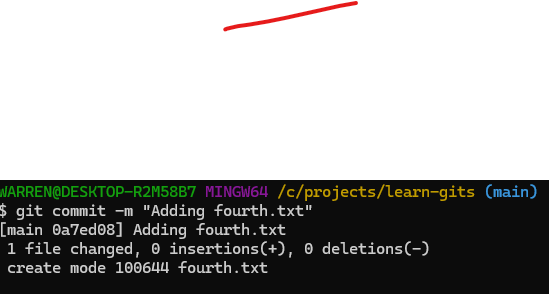 WARREN@DESKTOP-R2M58B7 MINGW64 /c/projects/learn-gits (main)
$ git commit -m "Adding fourth.txt"
[main 0a7ed08] Adding fourth.txt
1 file changed, 0 insertions(+), 0 deletions(-)
create mode 100644 fourth.txt